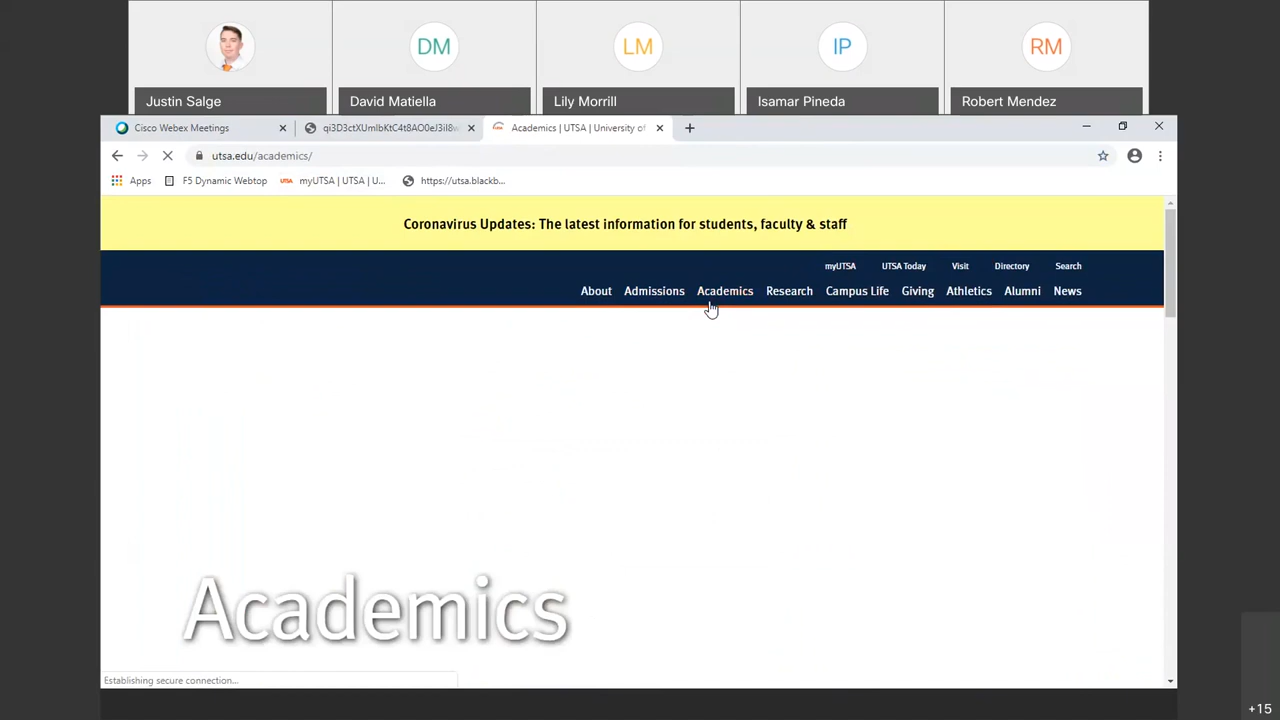 DM
LM
IP
RM
Justin Salge
David Matiella
Lily Morrill
Isamar Pineda
Robert Mendez
Cisco Webex Meetings
Academics | UTSA | University of
utsa.edu/academics/
Apps
F5 Dynamic Webtop
UTSA
myUTSA | UTSA | U...
https://utsa.blackb...
Coronavirus Updates: The latest information for students, faculty & staff
myUTSA
UTSA Today
Visit
Directory
Search
About
Admissions
Academics
Research
Campus Life
Giving
Athletics
Alumni
News
Academics
Establishing secure connection...
+15